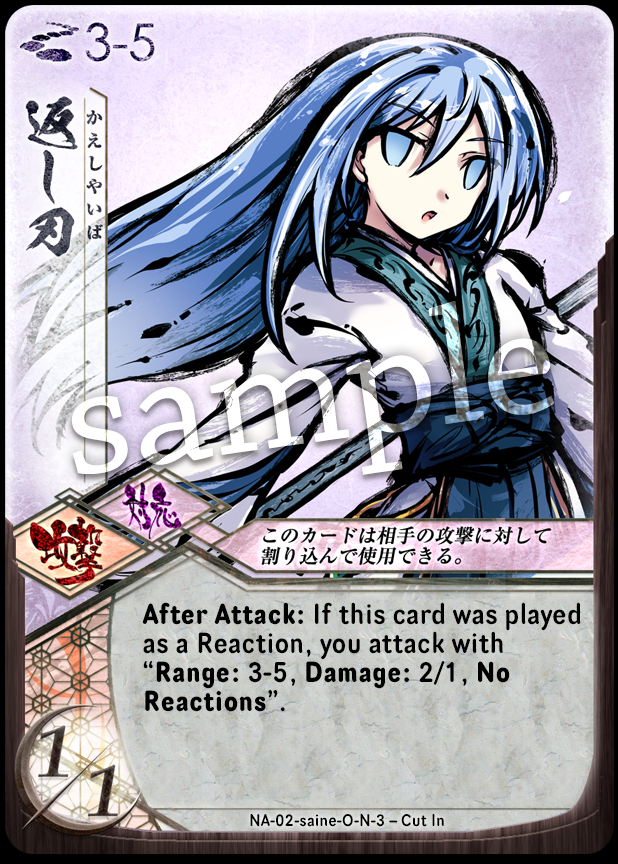 3-5
返し刃
かえしやいば
sample
対応
攻撃
このカードは相手の攻撃に対して
割り込んで使用できる。
After Attack: If this card was played
as a Reaction, you attack with
“Range: 3-5, Damage: 2/1, No
Reactions”.
1/1
NA-02-saine-O-N-3 – Cut In